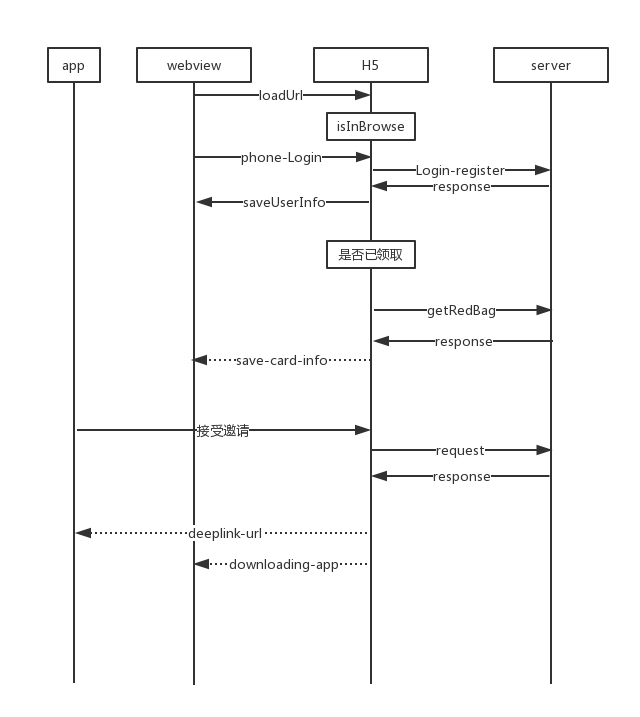 app
webview
H5
server
loadUrl
isInBrowse
phone-Login
Login-register
response
saveUserInfo
是否已领取
getRedBag
response
save-card-info
接受邀请
request
response
deeplink-url
downloading-app